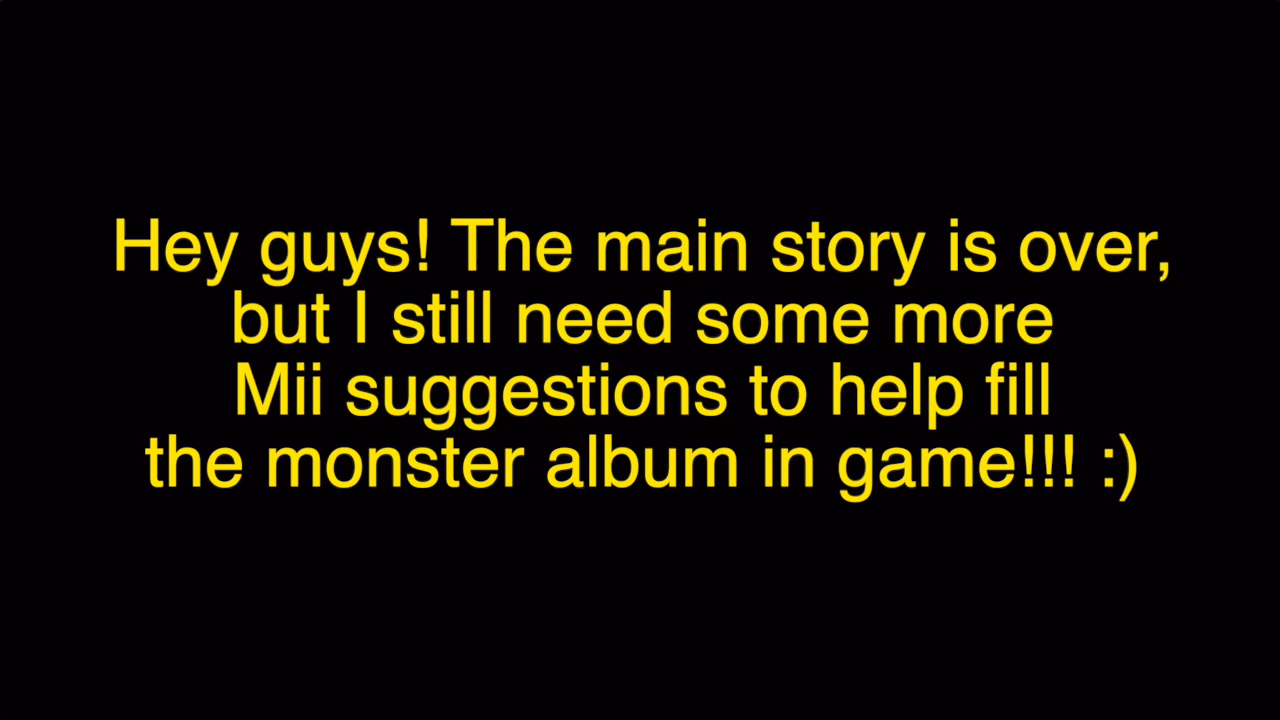 Hey guys! The main story is over,
but I still need some more
Mii suggestions to help fill
the monster album in game!!! :)